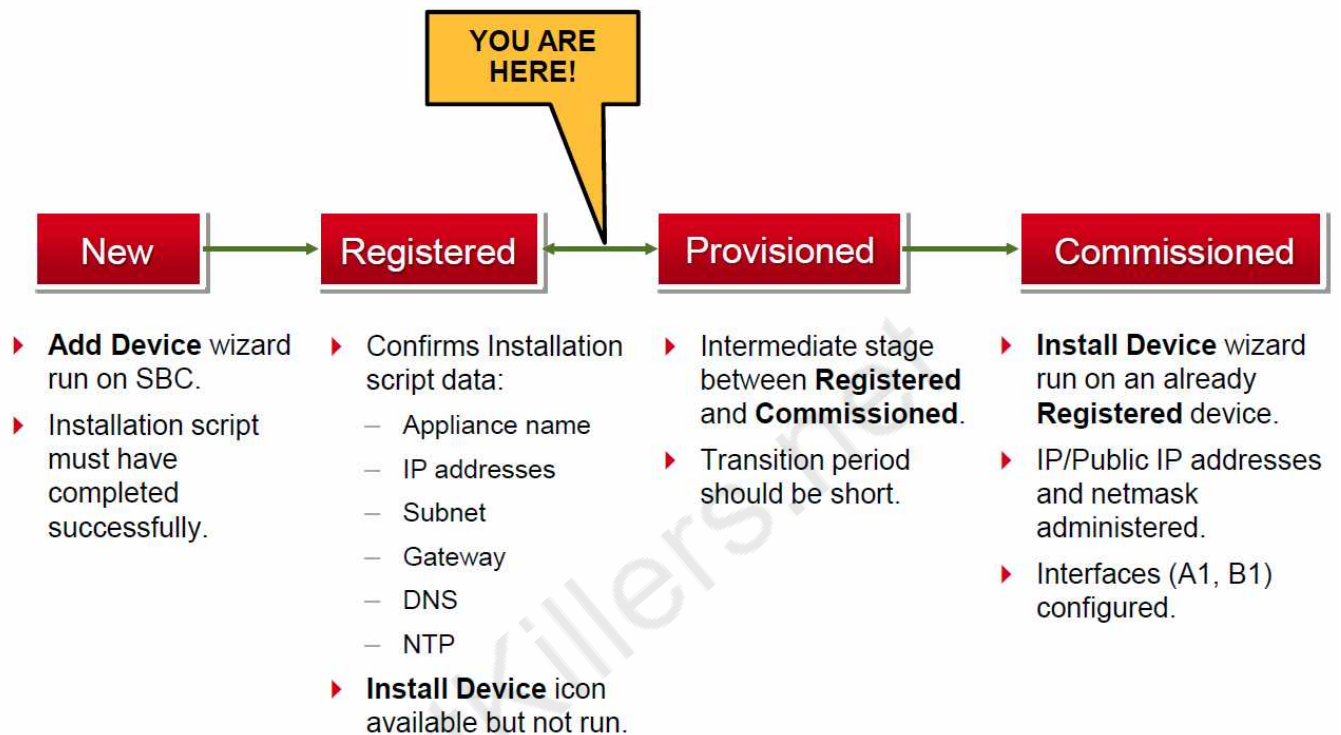 YOU ARE
HERE!
New
Registered
Provisioned
Commissioned
Add Device wizard
run on SBC.
Installation script
must have
completed
successfully.
Confirms Installation
script data:
– Appliance name
– IP addresses
– Subnet
– Gateway
– DNS
– NTP
Install Device icon
available but not run.
Intermediate stage
between Registered
and Commissioned.
Transition period
should be short.
Install Device wizard
run on an already
Registered device.
IP/Public IP addresses
and netmask
administered.
Interfaces (A1, B1)
configured.